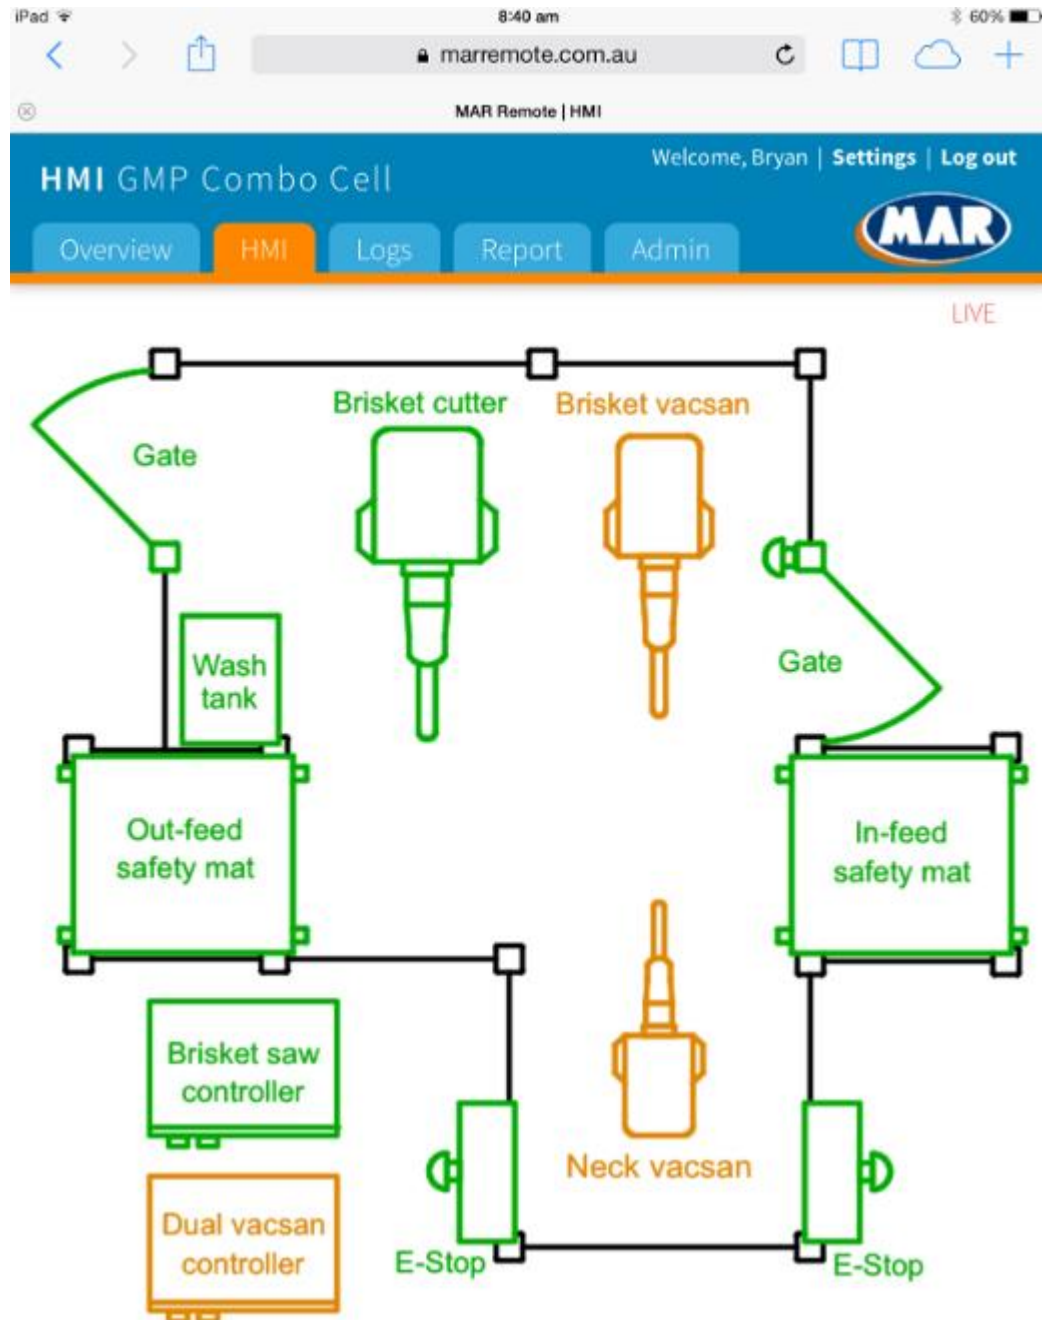 iPad
8:40 am
60%
marremote.com.au
MAR Remote | HMI
Welcome, Bryan | Settings | Log out
HMI GMP Combo Cell
MAR
Overview
HMI
Logs
Report
Admin
LIVE
Brisket cutter
Brisket vacsan
Gate
Wash
tank
Gate
Out-feed
safety mat
In-feed
safety mat
Brisket saw
controller
Neck vacsan
Dual vacsan
controller
E-Stop
E-Stop